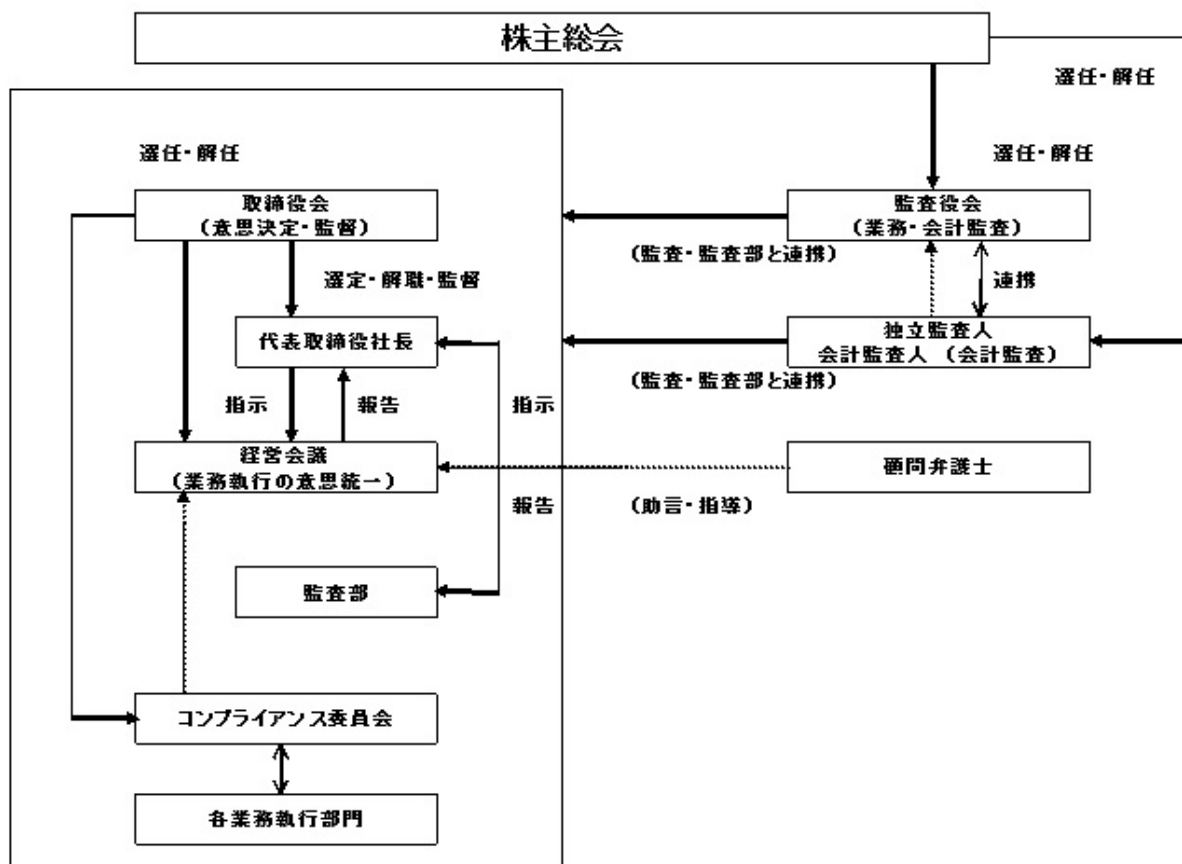 株主総会
選任・解任
選任・解任
選任・解任
取締役会
(意思決定・監督)
監査役会
(業務・会計監査)
(監査・監査部と連携)
選定・解職・監督
連携
代表取締役社長
独立監査人
会計監査人 (会計監査)
(監査・監査部と連携)
指示
報告
指示
経営会議
(業務執行の意思統一)
顧問弁護士
報告
(助言・指導)
監査部
コンプライアンス委員会
各業務執行部門